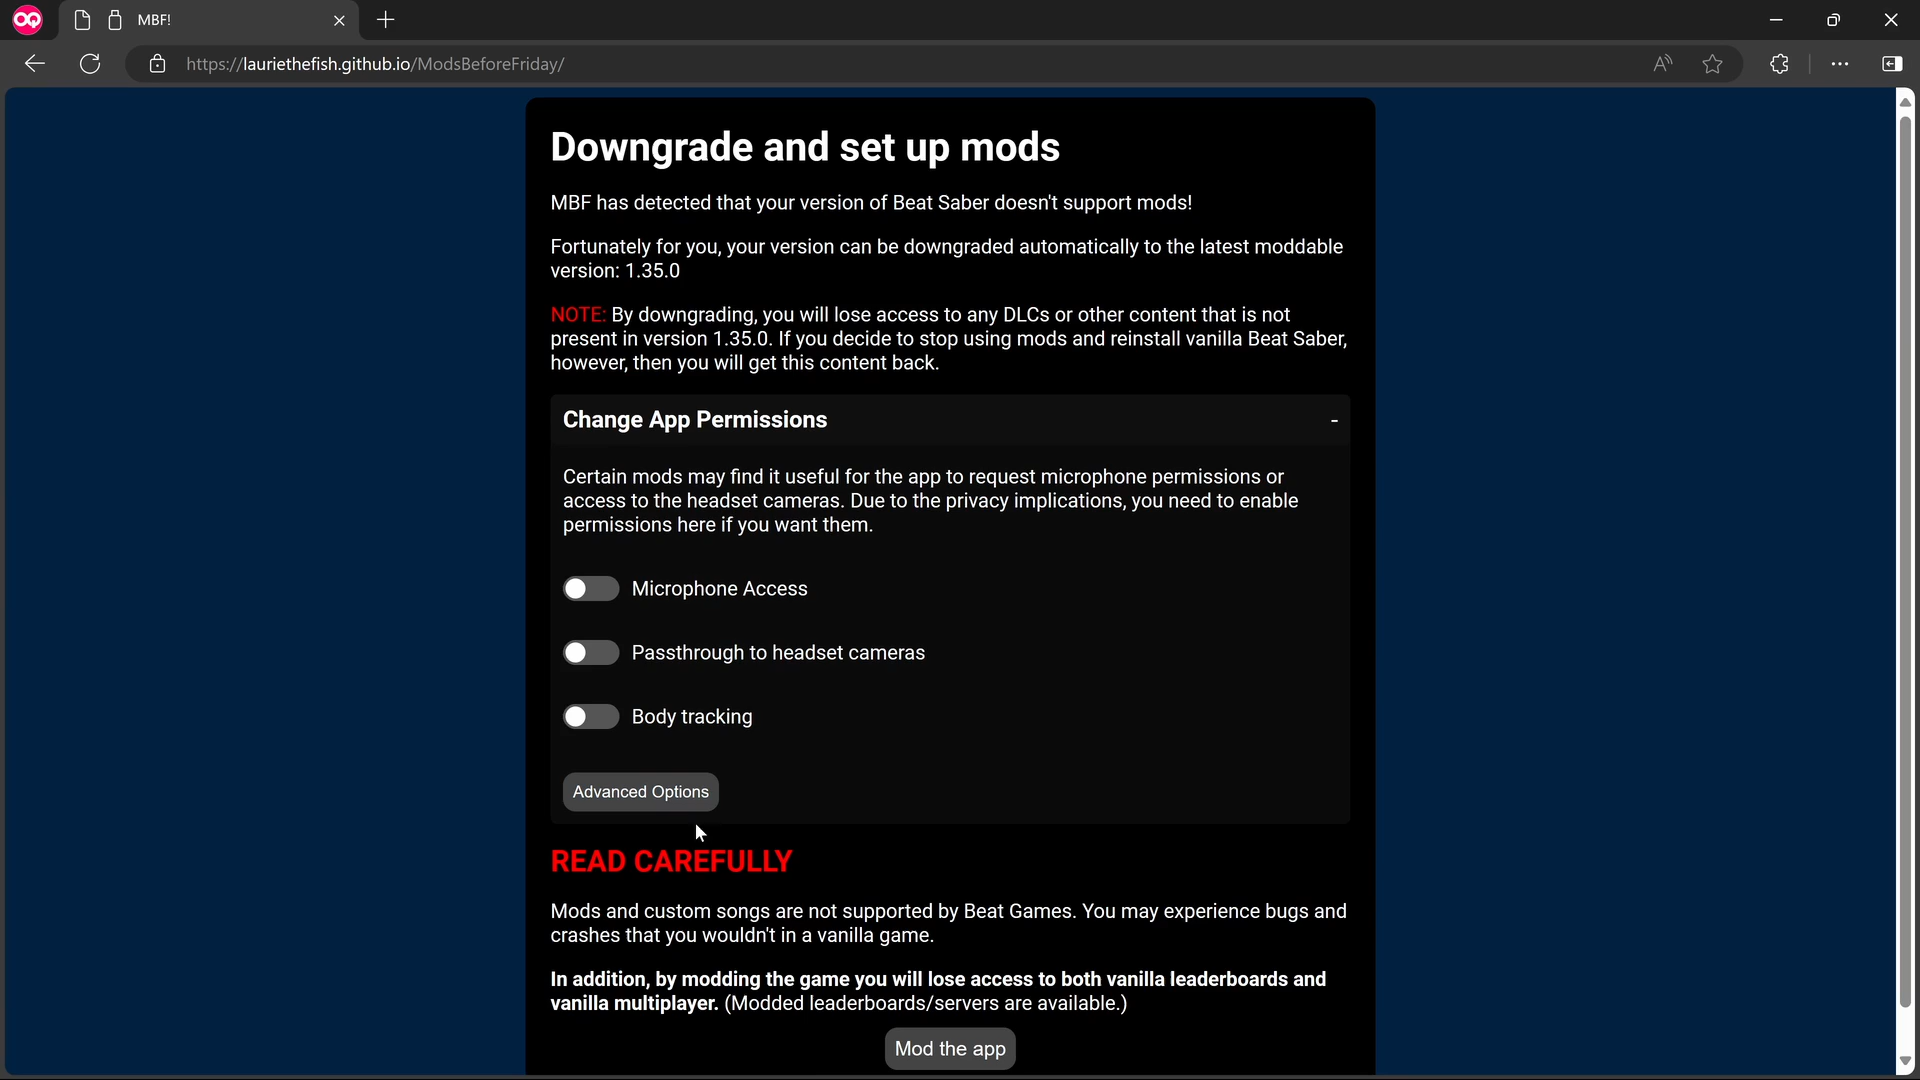 MBF!
https://lauriethefish.github.io/ModsBeforeFriday/
Downgrade and set up mods
MBF has detected that your version of Beat Saber doesn't support mods!
Fortunately for you, your version can be downgraded automatically to the latest moddable
version: 1.35.0
NOTE: By downgrading, you will lose access to any DLCs or other content that is not
present in version 1.35.0. If you decide to stop using mods and reinstall vanilla Beat Saber,
however, then you will get this content back.
Change App Permissions -
Certain mods may find it useful for the app to request microphone permissions or
access to the headset cameras. Due to the privacy implications, you need to enable
permissions here if you want them.
Microphone Access
Passthrough to headset cameras
Body tracking
Advanced Options
READ CAREFULLY
Mods and custom songs are not supported by Beat Games. You may experience bugs and
crashes that you wouldn't in a vanilla game.
In addition, by modding the game you will lose access to both vanilla leaderboards and
vanilla multiplayer. (Modded leaderboards/servers are available.)
Mod the app